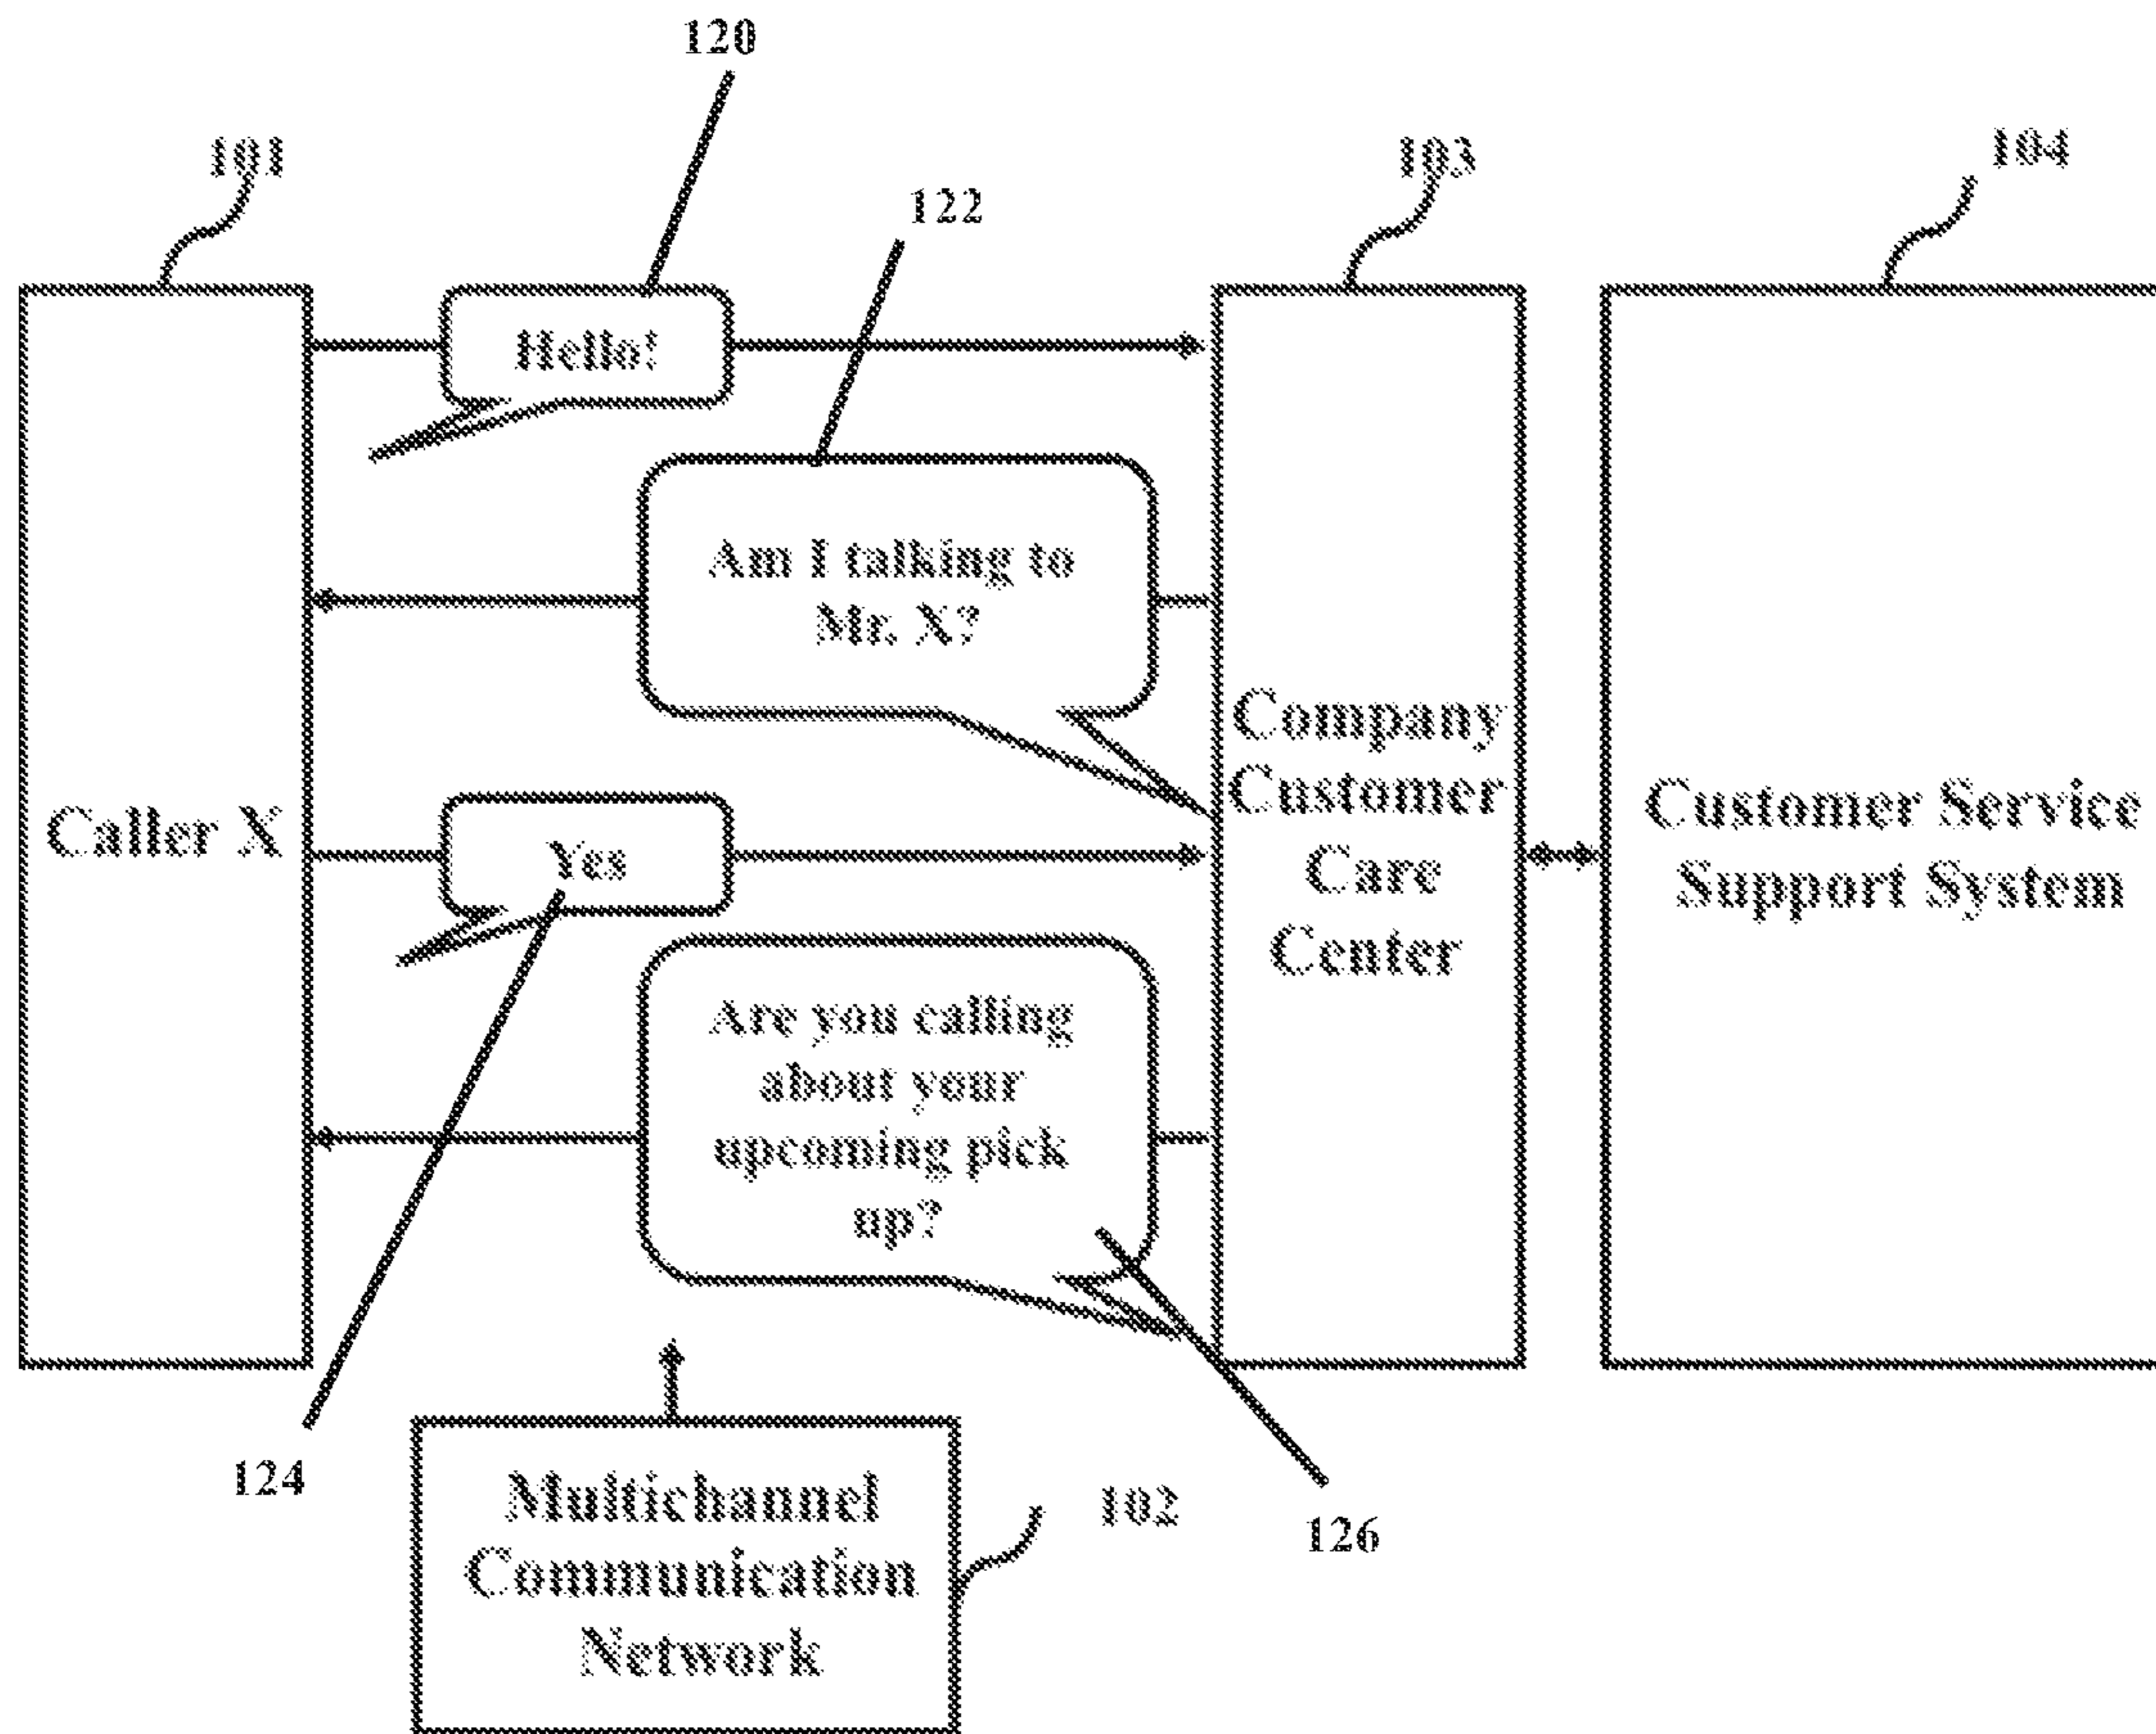 120
101
103
104
122
Hello!
Am I talking to
Mr. X?
Company
Customer
Care
Center
Customer Service
Support System
Caller X
Yes
Are you calling
about your
upcoming pick
up?
124
Multichannel
Communication
Network
102
126